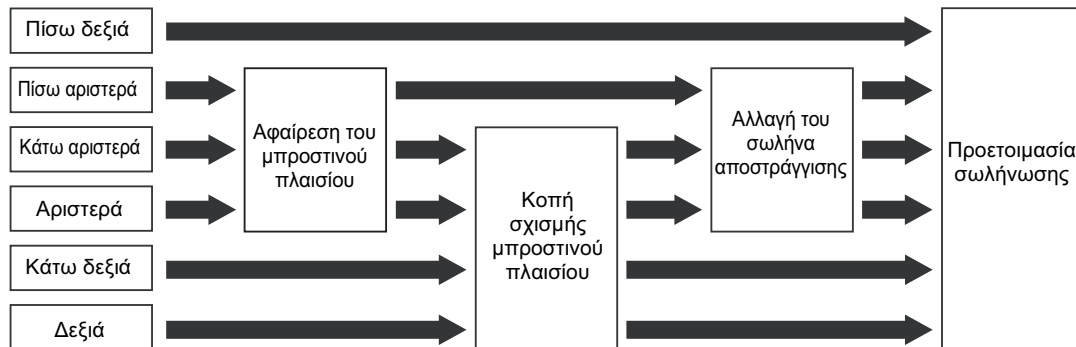 Πίσω δεξιά
Πίσω αριστερά
Κάτω αριστερά
Αριστερά
Κάτω δεξιά
Δεξιά
Αφαίρεση του
μπροστινού
πλαισίου
Κοπή
σχισμής
μπροστινού
πλαισίου
Αλλαγή του
σωλήνα
αποστράγγισης
Προετοιμασία
σωλήνωσης